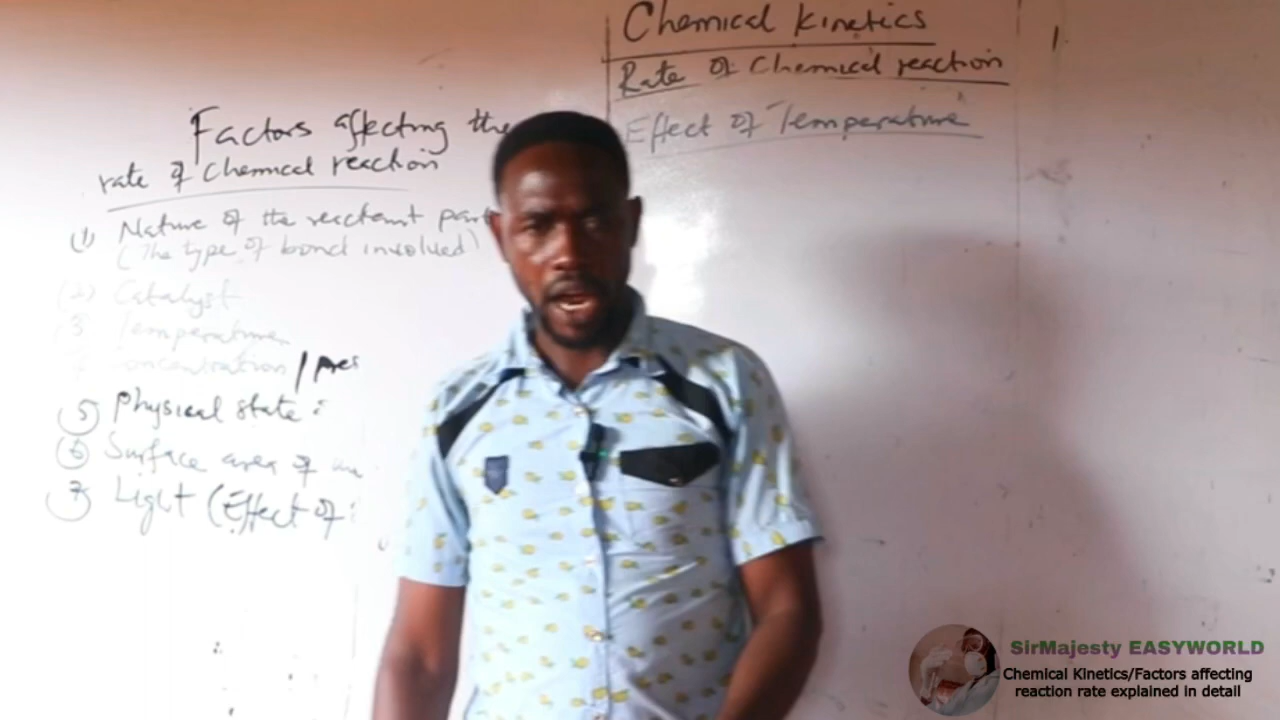 Chemical Kinetics
Rate of Chemical reaction
Effect of Temperature
Factors affecting the
rate of Chemical reaction
(1) Nature of the reactant part
(The type of bond involved)
(2) Catalyst
(3 Temperature
oncentration / Pres
(5) Physical state :
(6) Surface area of
(7) Light (Effect of :
SirMajesty EASYWORLD
Chemical Kinetics/Factors affecting
reaction rate explained in detail